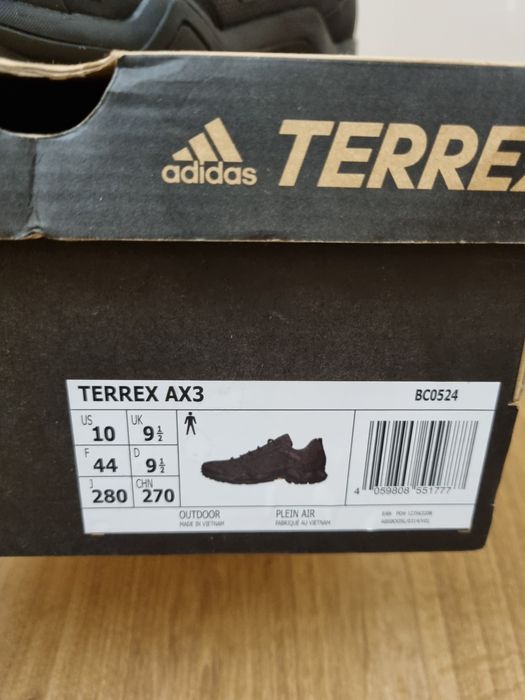 adidas TERREX
TERREX AX3 BC0524
US 10 UK 9½
F 44 D 9½
J 280 CHN 270
4 059808 551777
OUTDOOR PLEIN AIR
MADE IN VIETNAM FABRIQUÉ AU VIETNAM